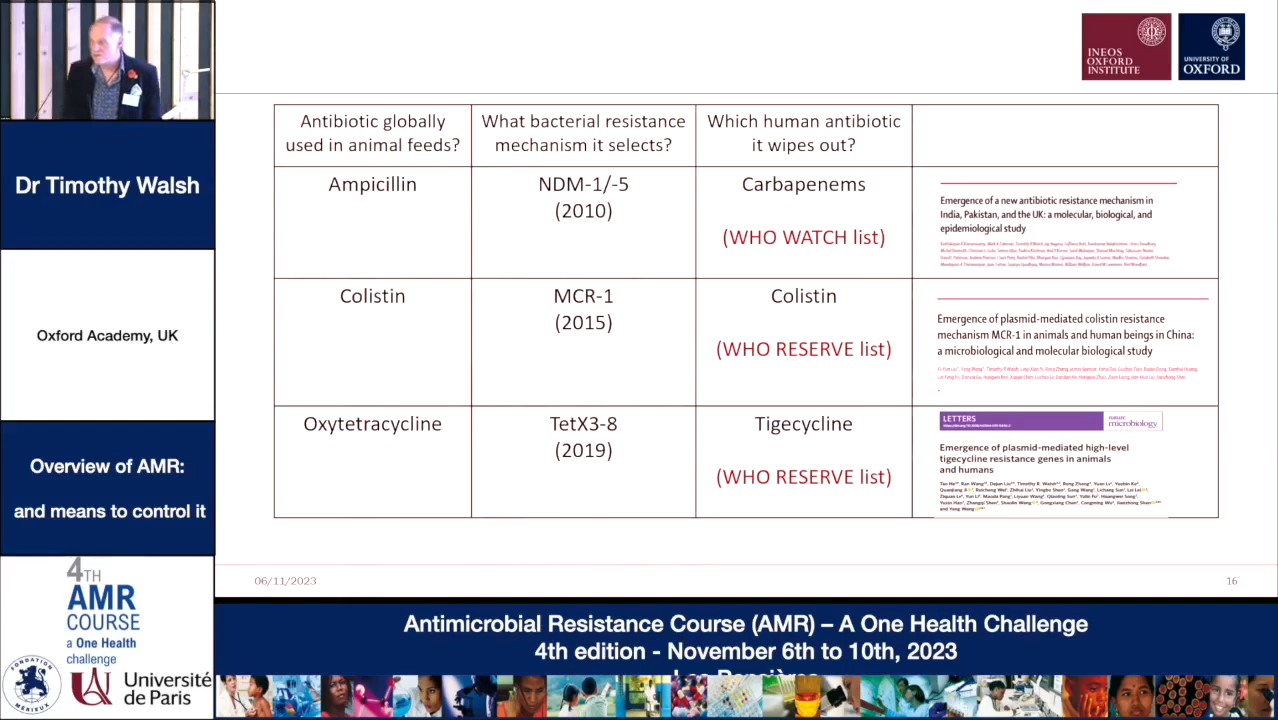 INEOS
OXFORD
INSTITUTE
UNIVERSITY OF
OXFORD
Dr Timothy Walsh
Oxford Academy, UK
Overview of AMR:
and means to control it
4TH
AMR
COURSE
a One Health
challenge
FONDATION
MÉRIEUX
Université
de Paris
Antibiotic globally
used in animal feeds?
What bacterial resistance
mechanism it selects?
Which human antibiotic
it wipes out?
Ampicillin
NDM-1/-5
(2010)
Carbapenems
(WHO WATCH list)
Emergence of a new antibiotic resistance mechanism in
India, Pakistan, and the UK: a molecular, biological, and
epidemiological study
Colistin
MCR-1
(2015)
Colistin
(WHO RESERVE list)
Emergence of plasmid-mediated colistin resistance
mechanism MCR-1 in animals and human beings in China:
a microbiological and molecular biological study
Oxytetracycline
TetX3-8
(2019)
Tigecycline
(WHO RESERVE list)
LETTERS
nature
microbiology
Emergence of plasmid-mediated high-level
tigecycline resistance genes in animals
and humans
06/11/2023
16
Antimicrobial Resistance Course (AMR) – A One Health Challenge
4th edition - November 6th to 10th, 2023